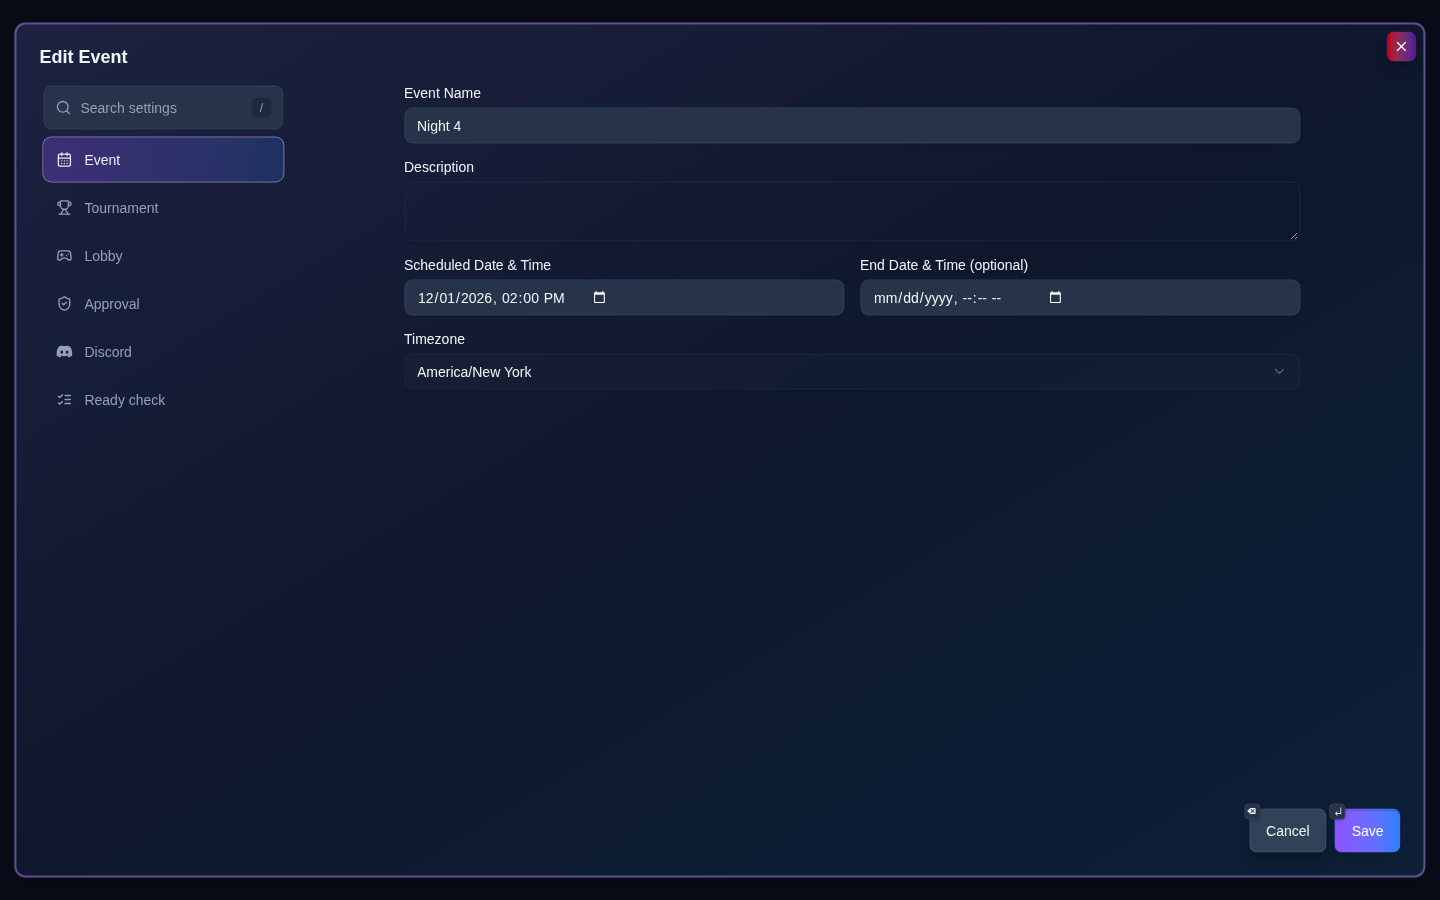 Edit Event
Search settings /
Event
Tournament
Lobby
Approval
Discord
Ready check
Event Name
Night 4
Description
Scheduled Date & Time
12/01/2026, 02:00 PM
End Date & Time (optional)
mm/dd/yyyy, --:-- --
Timezone
America/New York
Cancel
Save